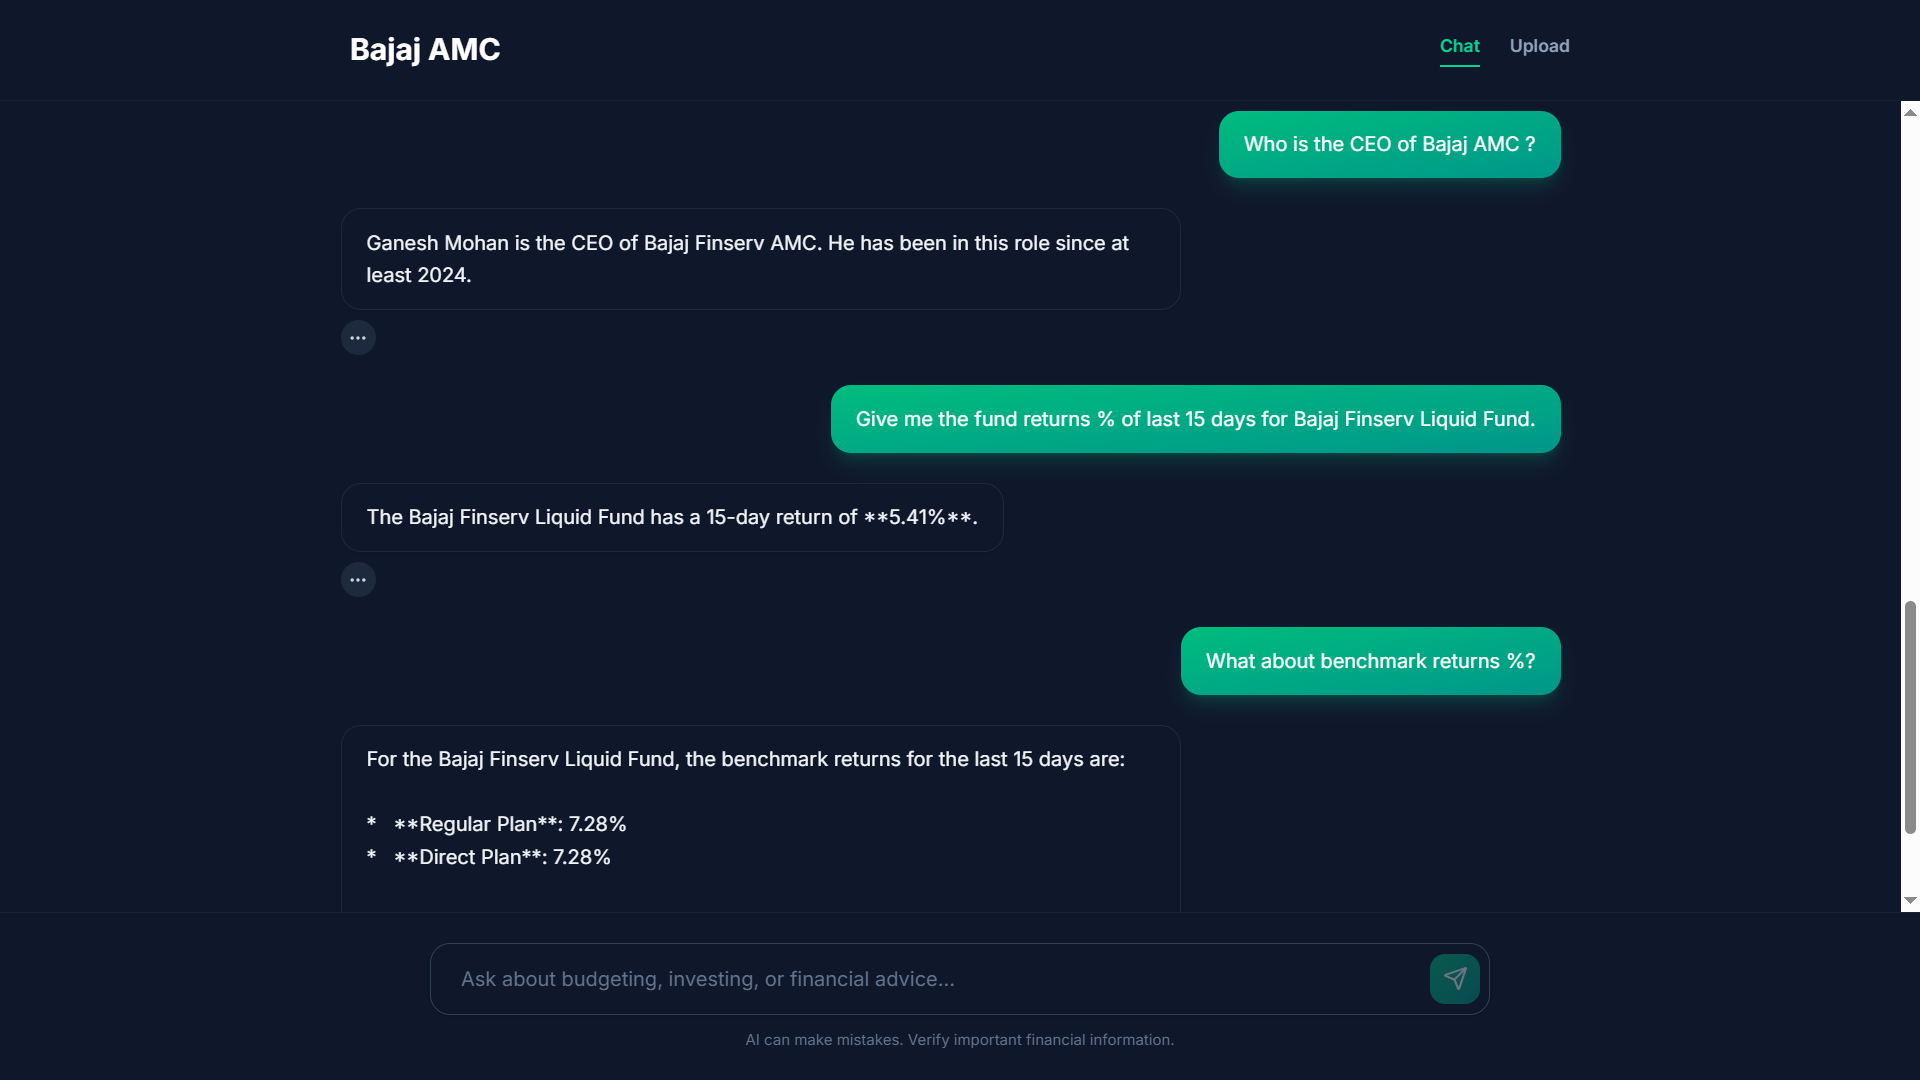 Bajaj AMC
Chat
Upload
Who is the CEO of Bajaj AMC ?
Ganesh Mohan is the CEO of Bajaj Finserv AMC. He has been in this role since at
least 2024.
Give me the fund returns % of last 15 days for Bajaj Finserv Liquid Fund.
The Bajaj Finserv Liquid Fund has a 15-day return of **5.41%**.
What about benchmark returns %?
For the Bajaj Finserv Liquid Fund, the benchmark returns for the last 15 days are:
* **Regular Plan**: 7.28%
* **Direct Plan**: 7.28%
Ask about budgeting, investing, or financial advice...
AI can make mistakes. Verify important financial information.